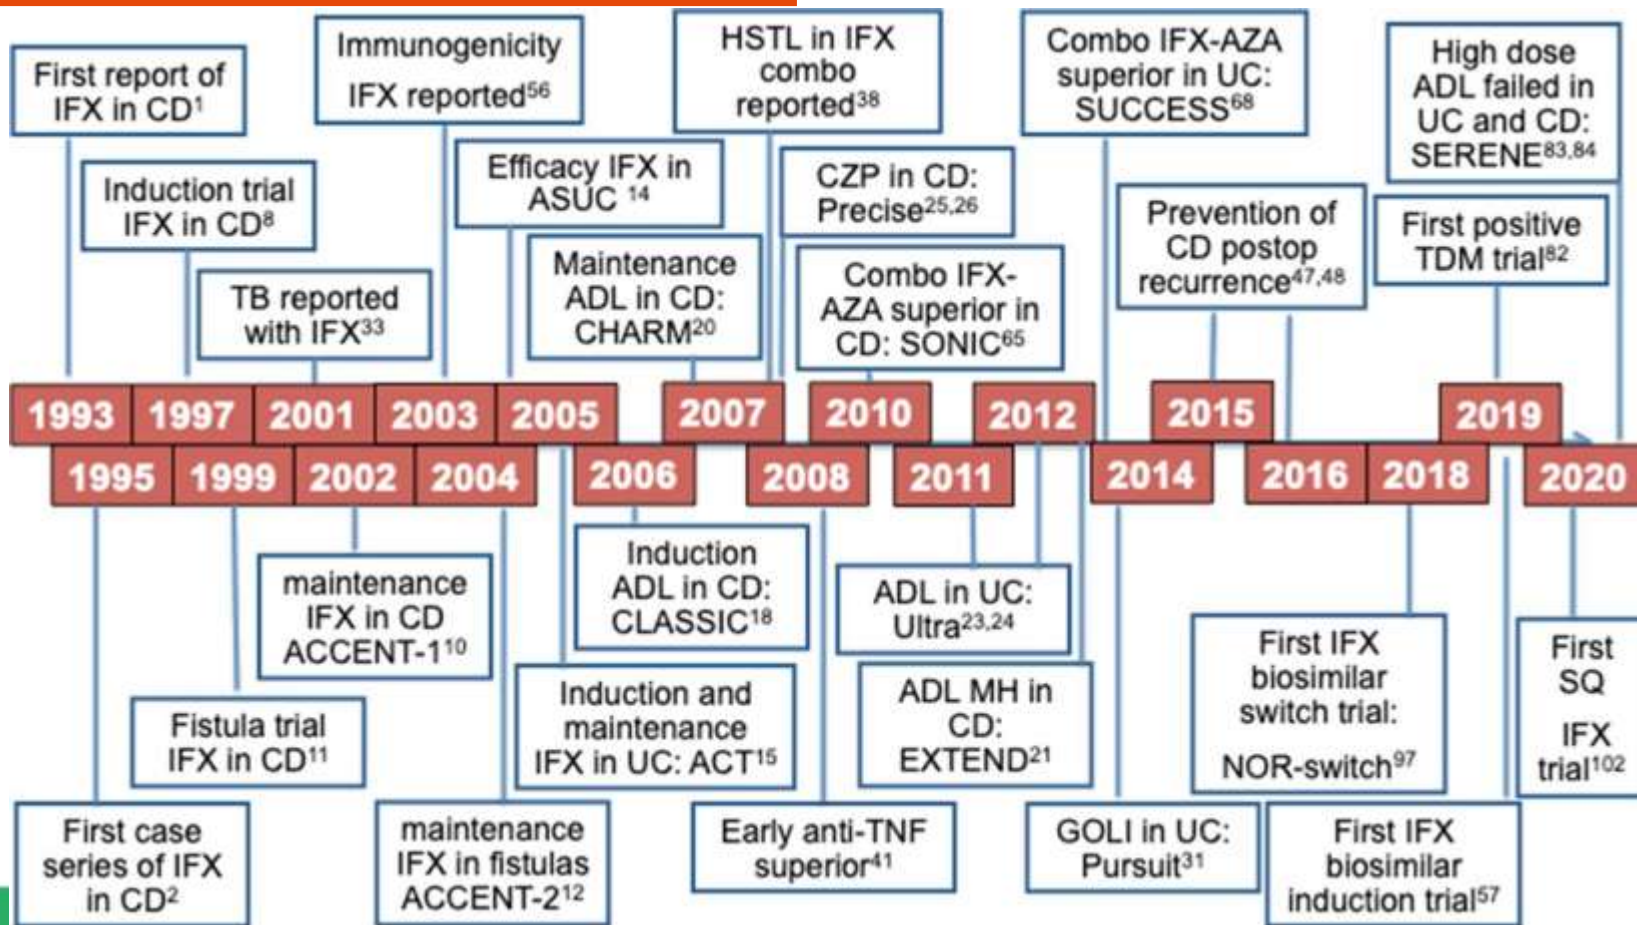 First report of
IFX in CD1
Immunogenicity
IFX reported56
HSTL in IFX
combo
reported38
Combo IFX-AZA
superior in UC:
SUCCESS68
High dose
ADL failed in
UC and CD:
SERENE83,84
Induction trial
IFX in CD8
Efficacy IFX in
ASUC 14
CZP in CD:
Precise25,26
Prevention of
CD postop
recurrence47,48
First positive
TDM trial82
TB reported
with IFX33
Maintenance
ADL in CD:
CHARM20
Combo IFX-
AZA superior in
CD: SONIC65
1993 1997 2001 2003 2005 2007 2010 2012 2015 2019
1995 1999 2002 2004 2006 2008 2011 2014 2016 2018 2020
maintenance
IFX in CD
ACCENT-110
Induction
ADL in CD:
CLASSIC18
ADL in UC:
Ultra23,24
First IFX
biosimilar
switch trial:
NOR-switch97
First
SQ
IFX
trial102
Fistula trial
IFX in CD11
Induction and
maintenance
IFX in UC: ACT15
ADL MH in
CD:
EXTEND21
First case
series of IFX
in CD2
maintenance
IFX in fistulas
ACCENT-212
Early anti-TNF
superior41
GOLI in UC:
Pursuit31
First IFX
biosimilar
induction trial57